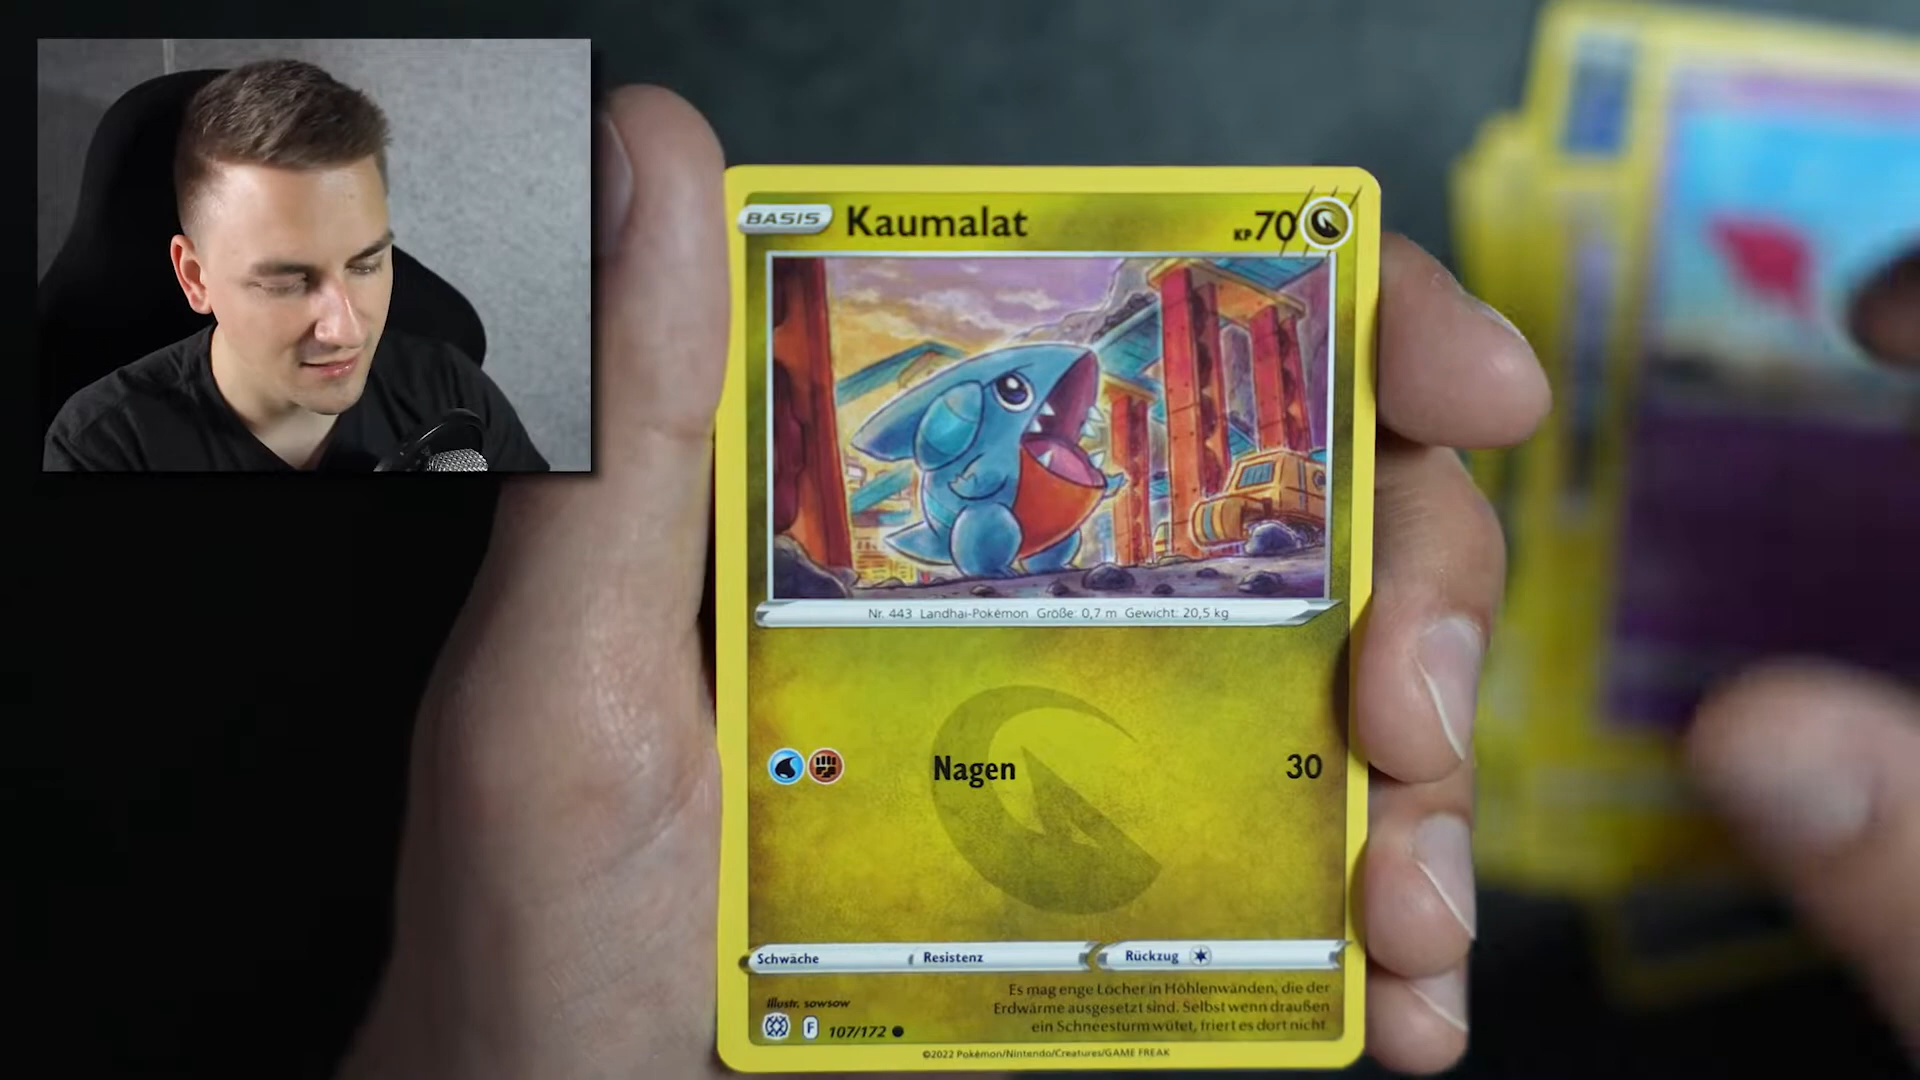 BASIS Kaumalat KP 70
Nr. 443 Landhai-Pokémon Größe: 0,7 m Gewicht: 20,5 kg
Nagen 30
Schwäche Resistenz Rückzug
Es mag enge Löcher in Höhlenwänden, die der
Erdwärme ausgesetzt sind. Selbst wenn draußen
ein Schneesturm wütet, friert es dort nicht.
Illustr. sowsow
F 107/172
©2022 Pokémon/Nintendo/Creatures/GAME FREAK